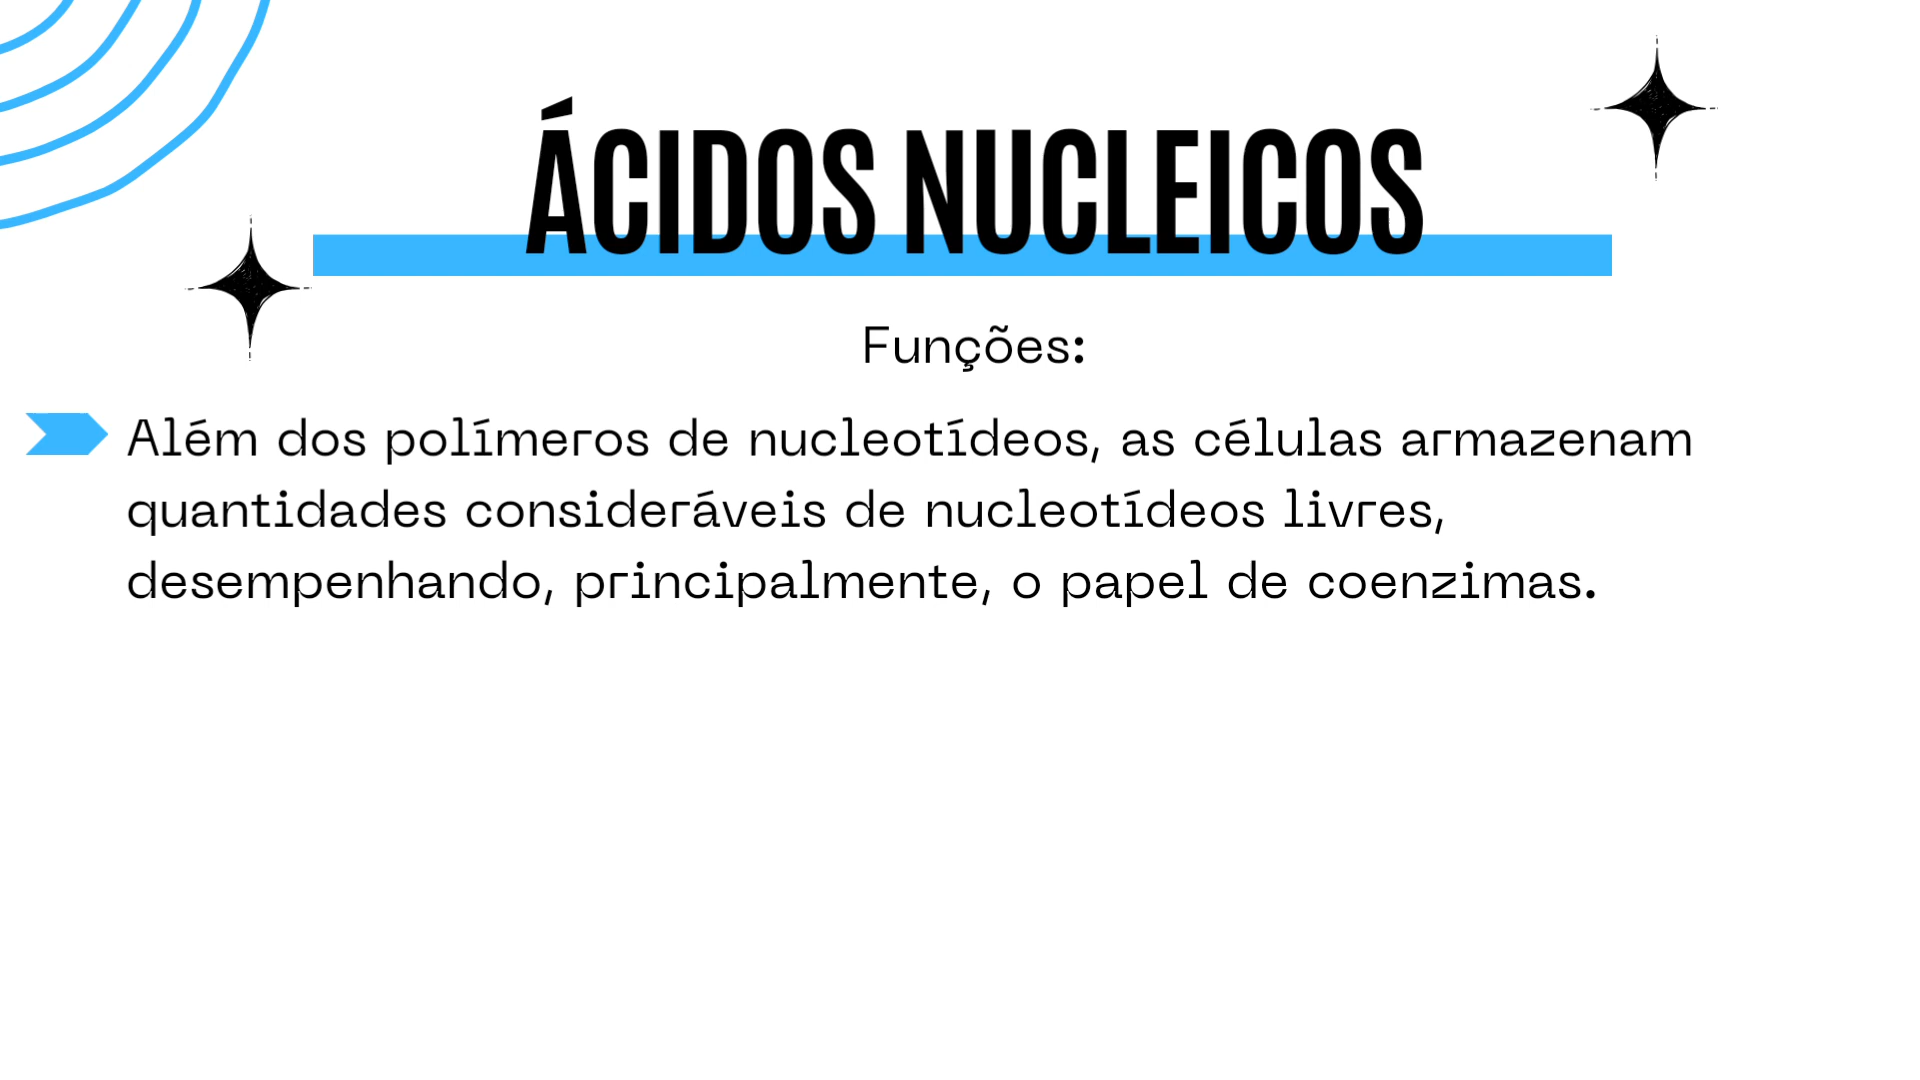 ÁCIDOS NUCLEICOS
Funções:
Além dos polímeros de nucleotídeos, as células armazenam
quantidades consideráveis de nucleotídeos livres,
desempenhando, principalmente, o papel de coenzimas.